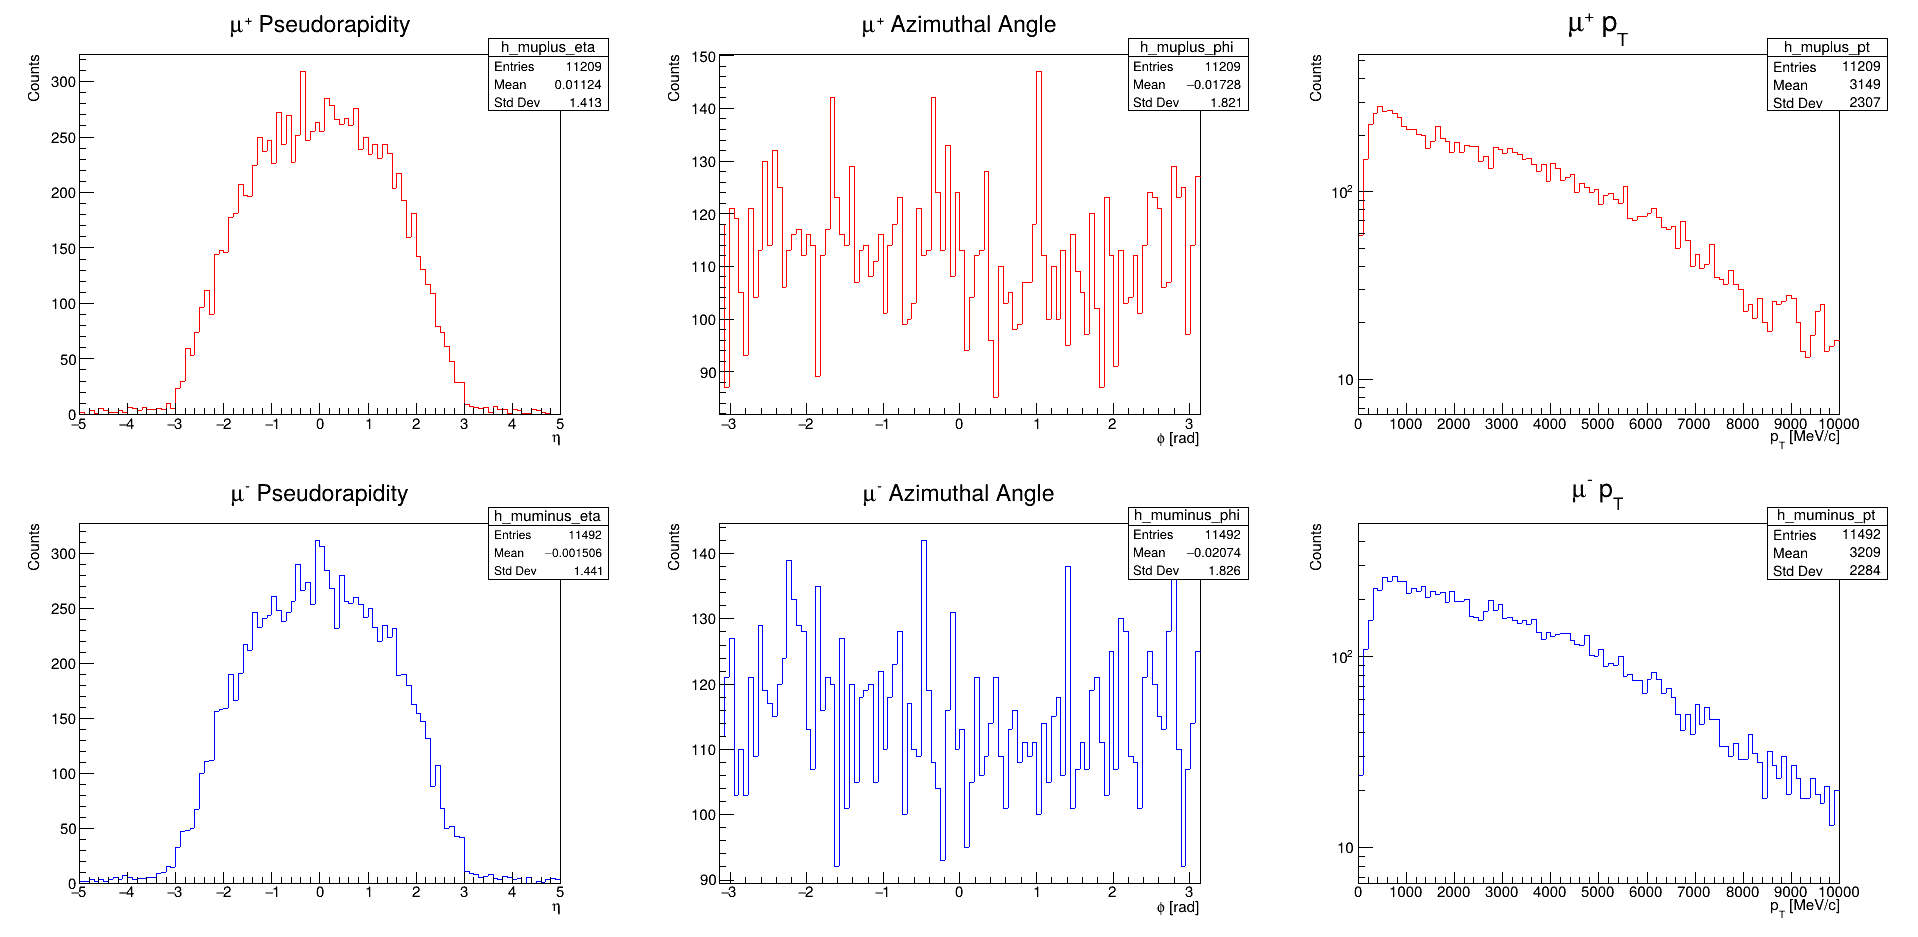 μ+ Pseudorapidity
h_muplus_eta
Entries 11209
Mean 0.01124
Std Dev 1.413
Counts
300
250
200
150
100
50
0
−5 −4 −3 −2 −1 0 1 2 3 4 5
η
μ+ Azimuthal Angle
h_muplus_phi
Entries 11209
Mean −0.01728
Std Dev 1.821
Counts
150
140
130
120
110
100
90
−3 −2 −1 0 1 2 3
ϕ [rad]
μ+ pT
h_muplus_pt
Entries 11209
Mean 3149
Std Dev 2307
Counts
10²
10
0 1000 2000 3000 4000 5000 6000 7000 8000 9000 10000
pT [MeV/c]
μ- Pseudorapidity
h_muminus_eta
Entries 11492
Mean −0.001506
Std Dev 1.441
Counts
300
250
200
150
100
50
0
−5 −4 −3 −2 −1 0 1 2 3 4 5
η
μ- Azimuthal Angle
h_muminus_phi
Entries 11492
Mean −0.02074
Std Dev 1.826
Counts
140
130
120
110
100
90
−3 −2 −1 0 1 2 3
ϕ [rad]
μ- pT
h_muminus_pt
Entries 11492
Mean 3209
Std Dev 2284
Counts
10²
10
0 1000 2000 3000 4000 5000 6000 7000 8000 9000 10000
pT [MeV/c]